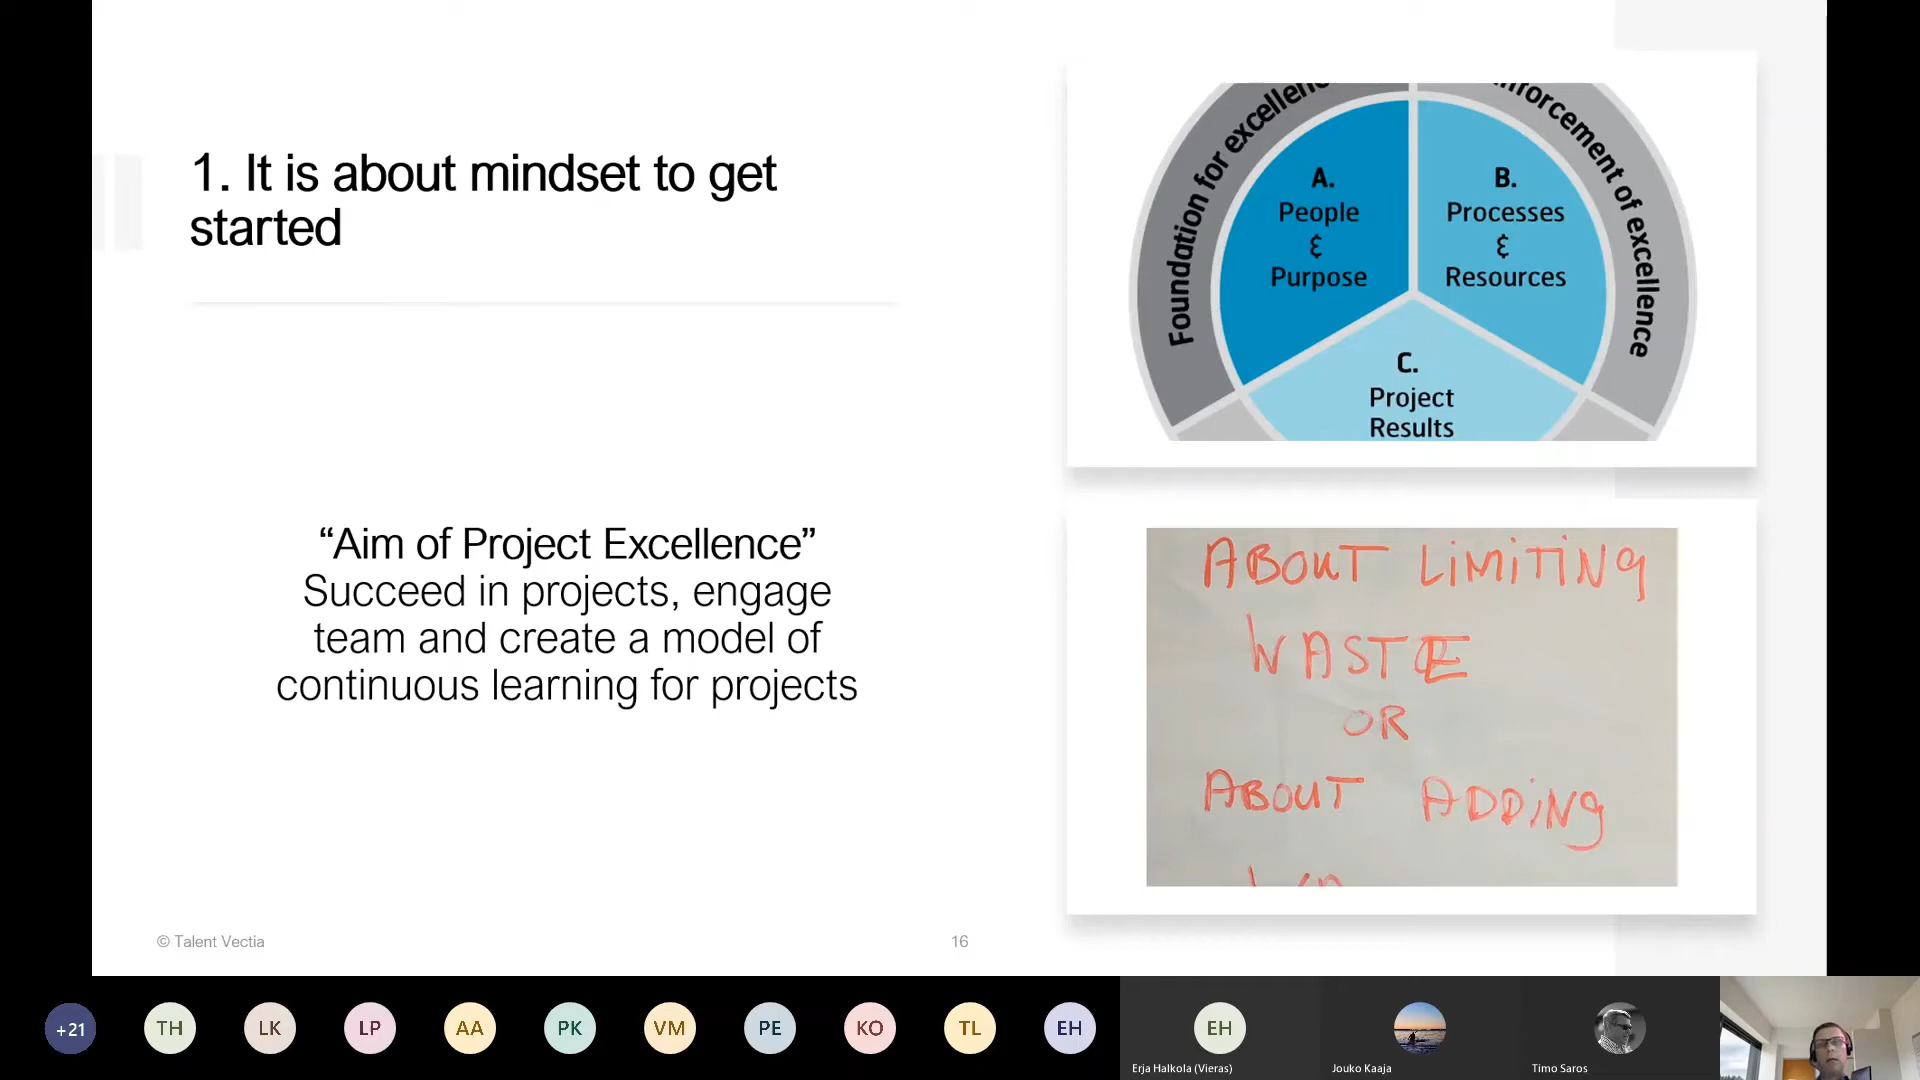 1. It is about mindset to get
started
“Aim of Project Excellence”
Succeed in projects, engage
team and create a model of
continuous learning for projects
Foundation for excellence
A.
People
&
Purpose
B.
Processes
&
Resources
of excellence
C.
Project
Results
ABOUT LIMITING
WASTE
OR
ABOUT ADDING
© Talent Vectia
16
+21
TH
LK
LP
AA
PK
VM
PE
KO
TL
EH
EH
Erja Halkola (Vieras)
Jouko Kaaja
Timo Saros